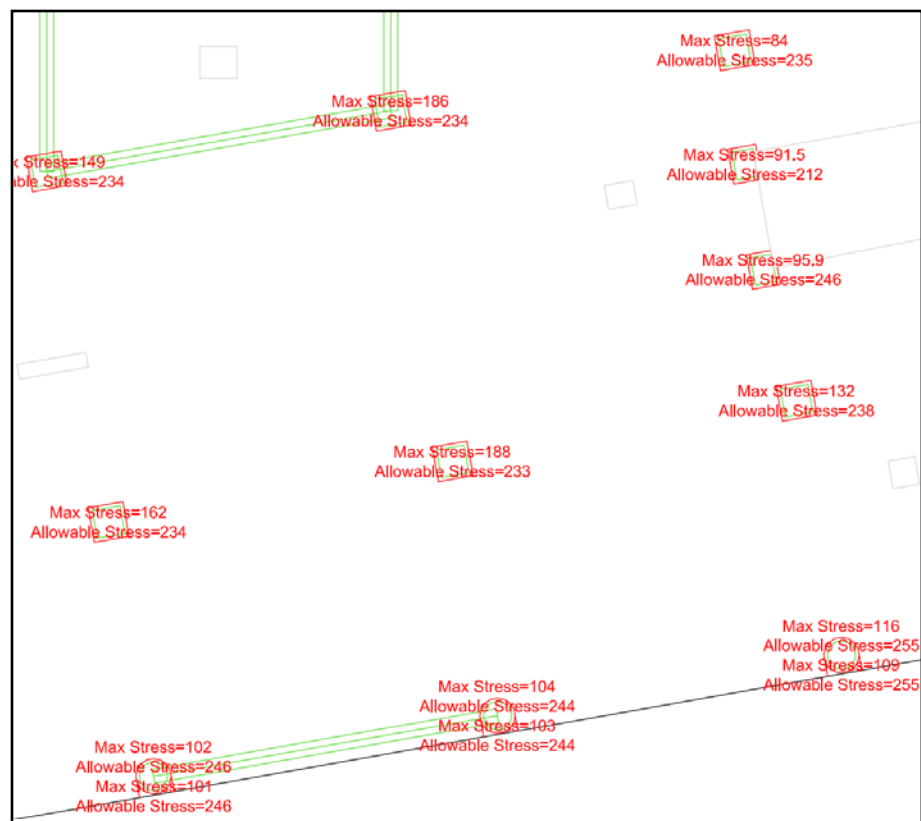 Max Stress=84
Allowable Stress=235
Max Stress=186
Allowable Stress=234
Max Stress=91.5
Allowable Stress=212
x Stress=149
able Stress=234
Max Stress=95.9
Allowable Stress=246
Max Stress=132
Allowable Stress=238
Max Stress=188
Allowable Stress=233
Max Stress=162
Allowable Stress=234
Max Stress=116
Allowable Stress=255
Max Stress=109
Allowable Stress=255
Max Stress=104
Allowable Stress=244
Max Stress=103
Allowable Stress=244
Max Stress=102
Allowable Stress=246
Max Stress=101
Allowable Stress=246